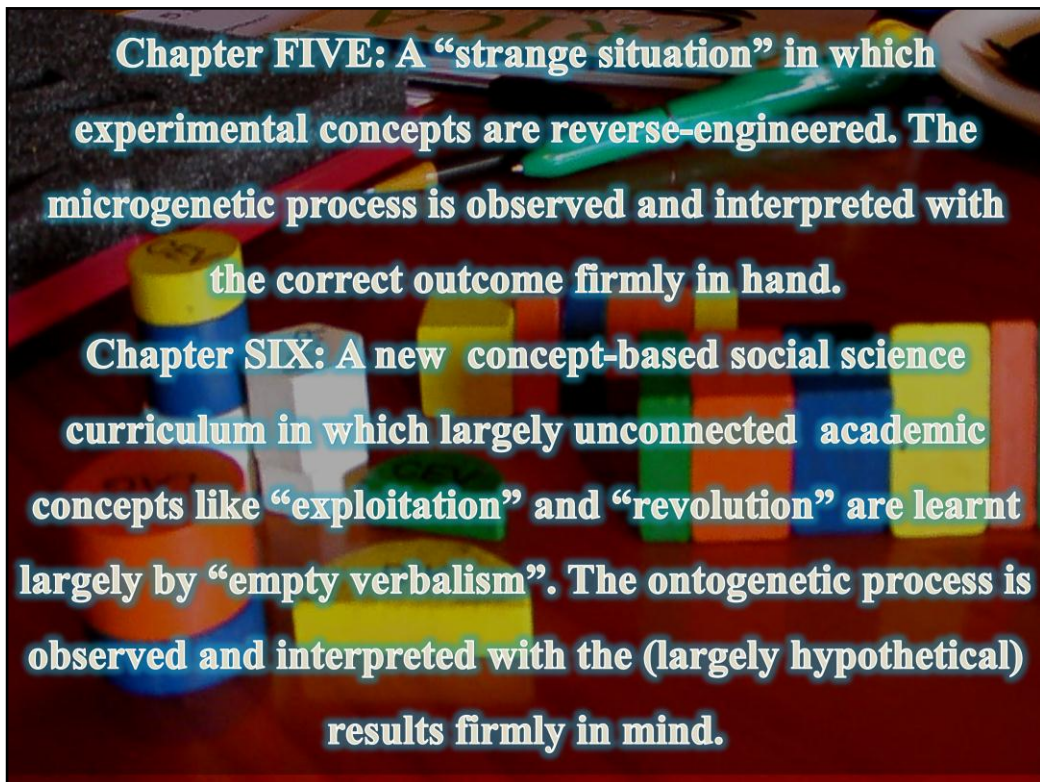 Chapter FIVE: A “strange situation” in which
experimental concepts are reverse-engineered. The
microgenetic process is observed and interpreted with
the correct outcome firmly in hand.
Chapter SIX: A new concept-based social science
curriculum in which largely unconnected academic
concepts like “exploitation” and “revolution” are learnt
largely by “empty verbalism”. The ontogenetic process is
observed and interpreted with the (largely hypothetical)
results firmly in mind.
CEV
CEV